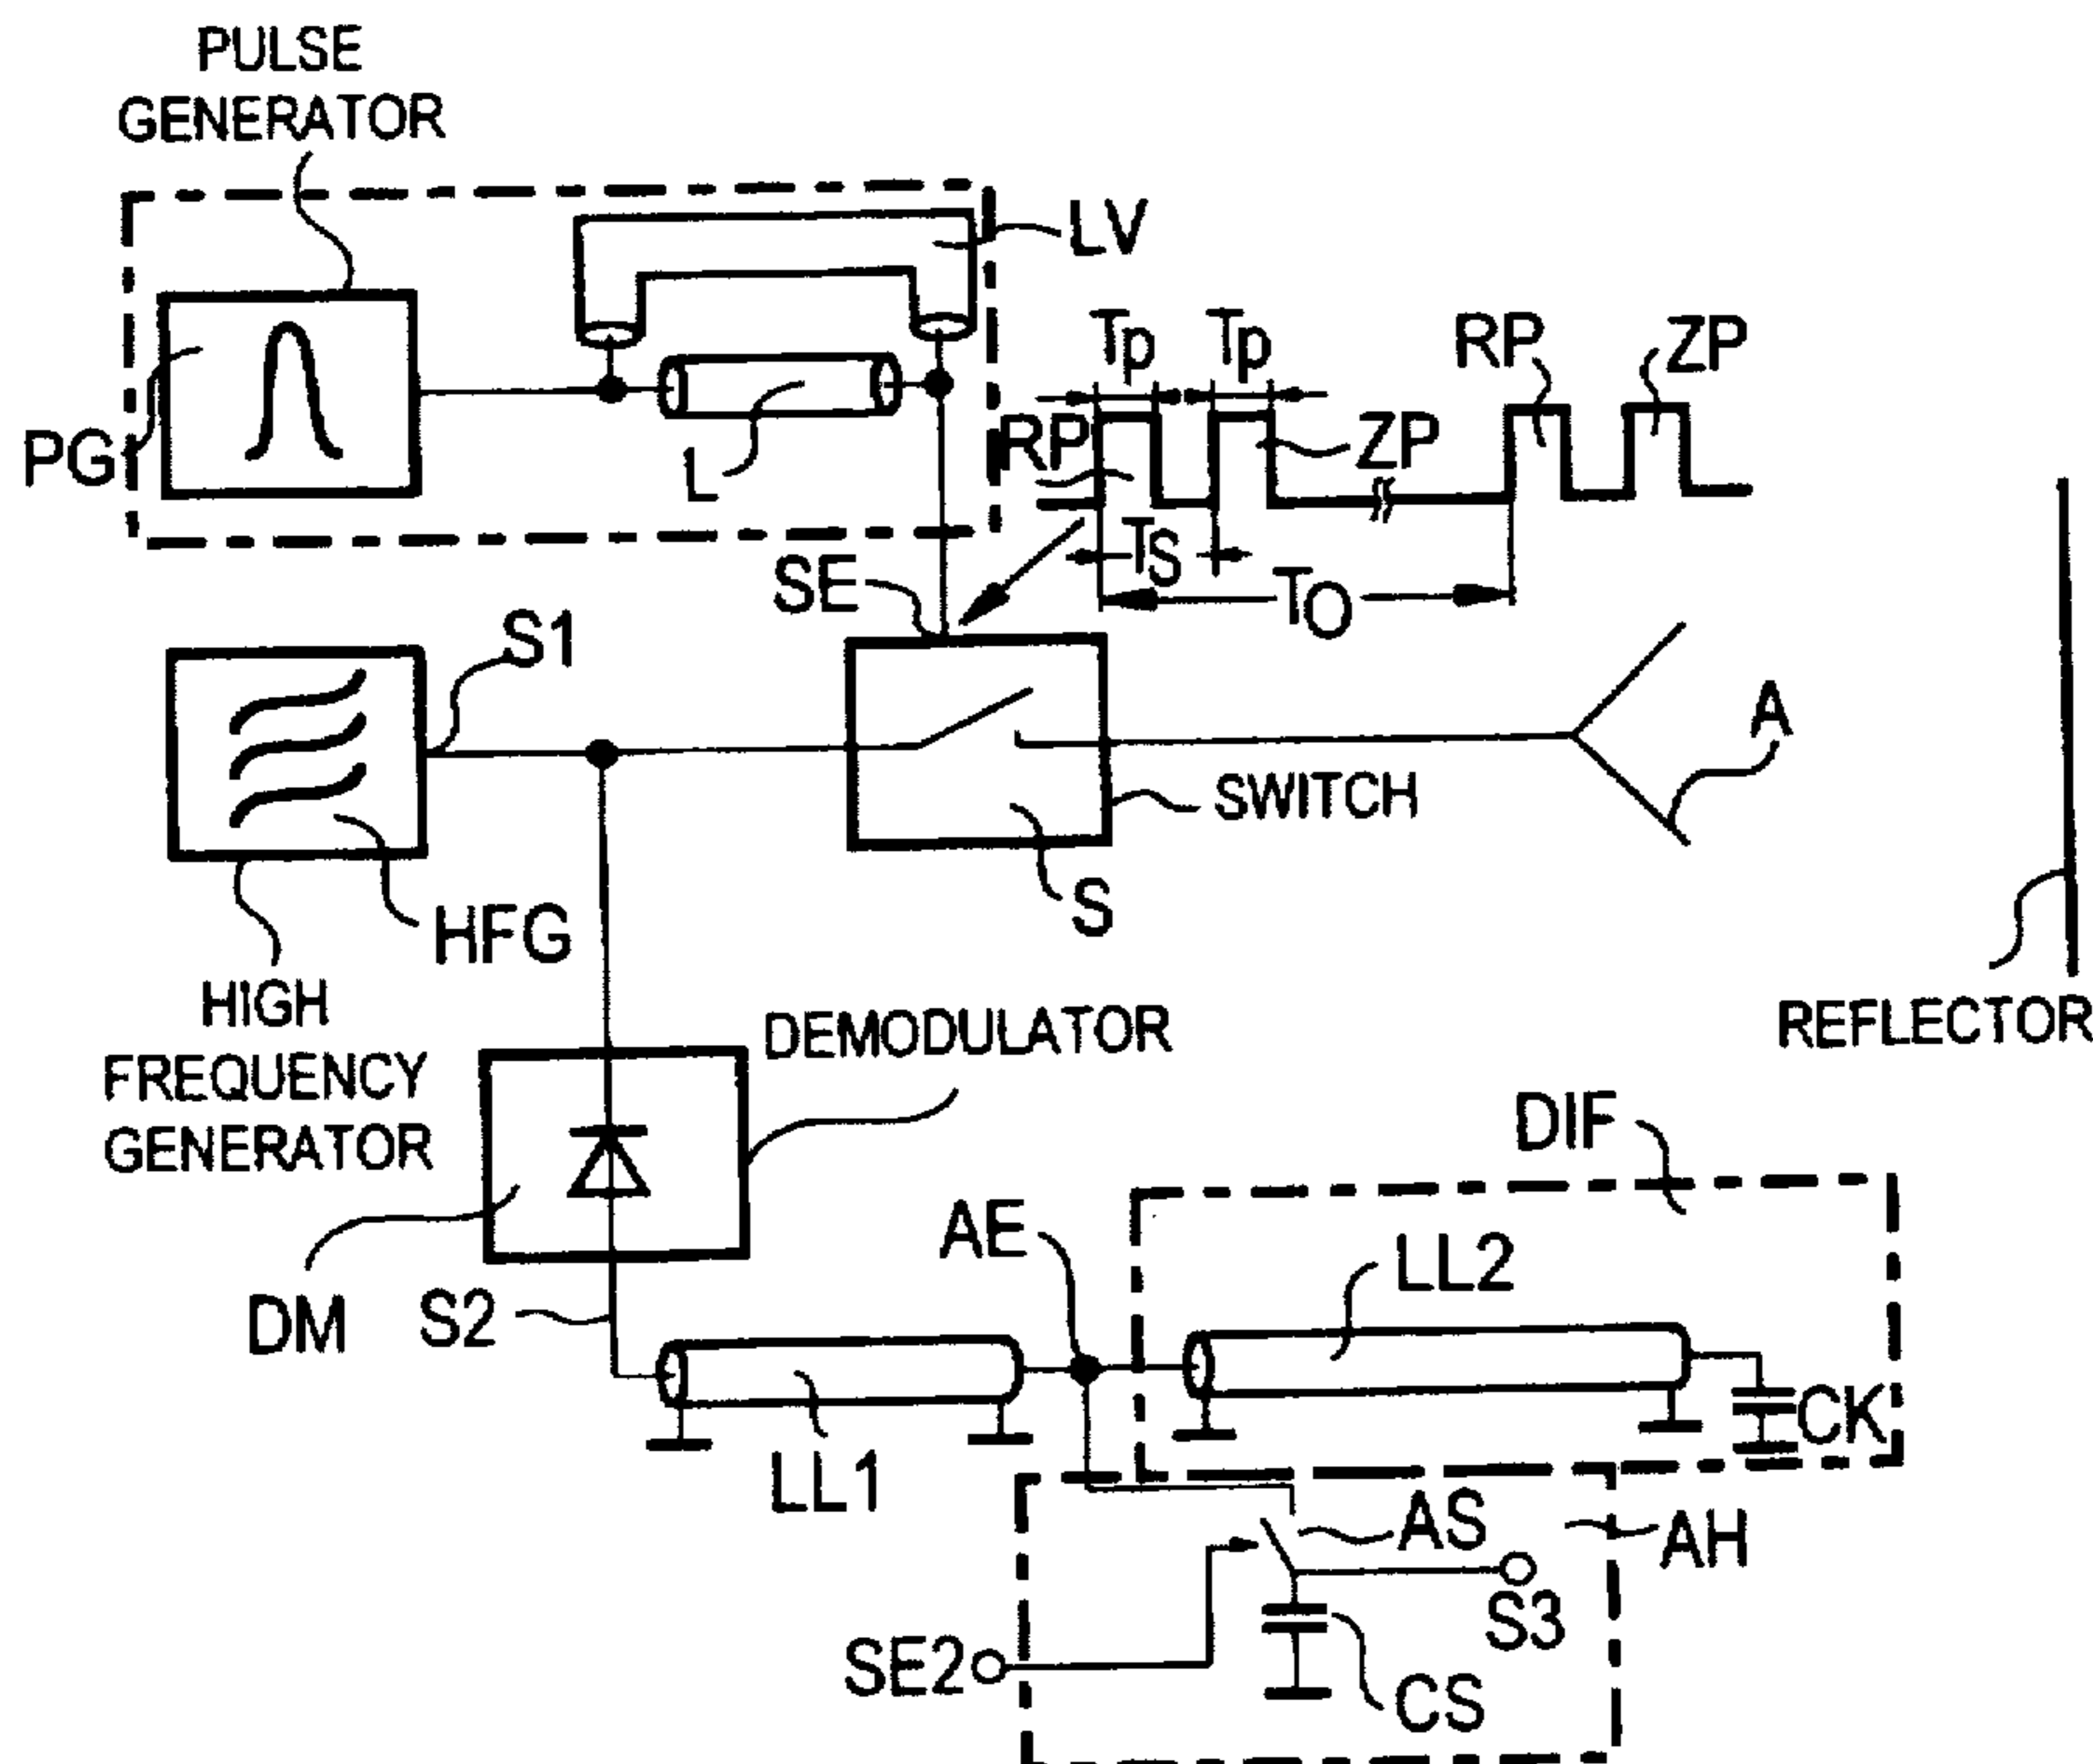 PULSE
GENERATOR
LV
Tp
Tp
RP
ZP
PG
L
RP
ZP
TS
SE
TO
S1
A
SWITCH
S
HFG
HIGH
FREQUENCY
GENERATOR
DEMODULATOR
REFLECTOR
DIF
AE
LL2
DM
S2
CK
LL1
AS
AH
S3
SE2
CS